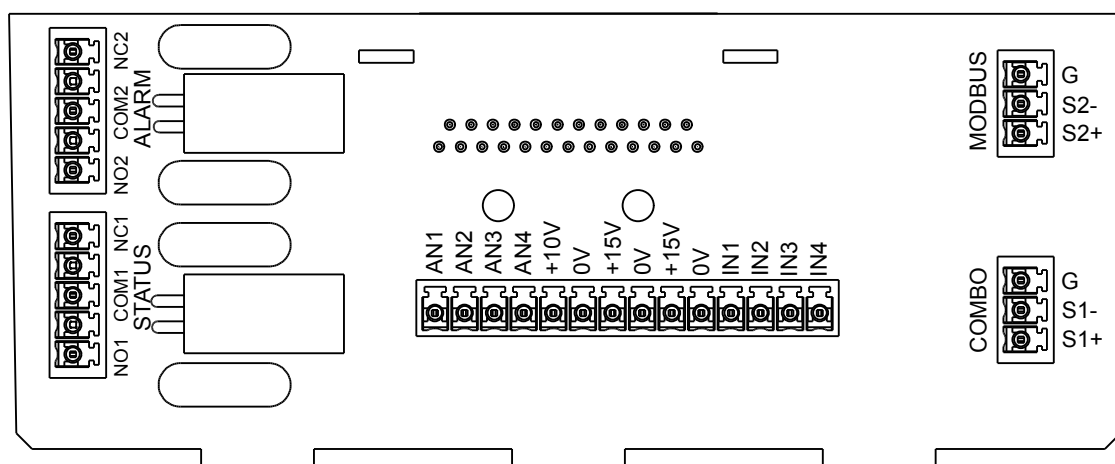 NC2
COM2
NO2
ALARM
NC1
COM1
NO1
STATUS
AN1
AN2
AN3
AN4
+10V
0V
+15V
0V
+15V
0V
IN1
IN2
IN3
IN4
MODBUS
G
S2-
S2+
COMBO
G
S1-
S1+